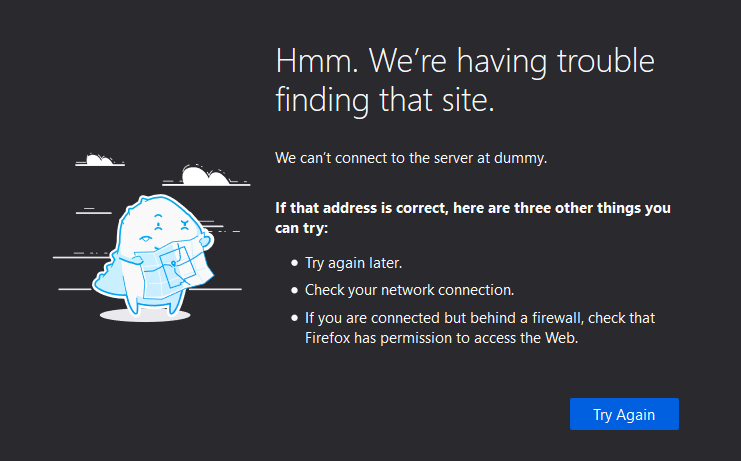 Hmm. We’re having trouble
finding that site.
We can’t connect to the server at dummy.
If that address is correct, here are three other things you
can try:
Try again later.
Check your network connection.
If you are connected but behind a firewall, check that
Firefox has permission to access the Web.
Try Again